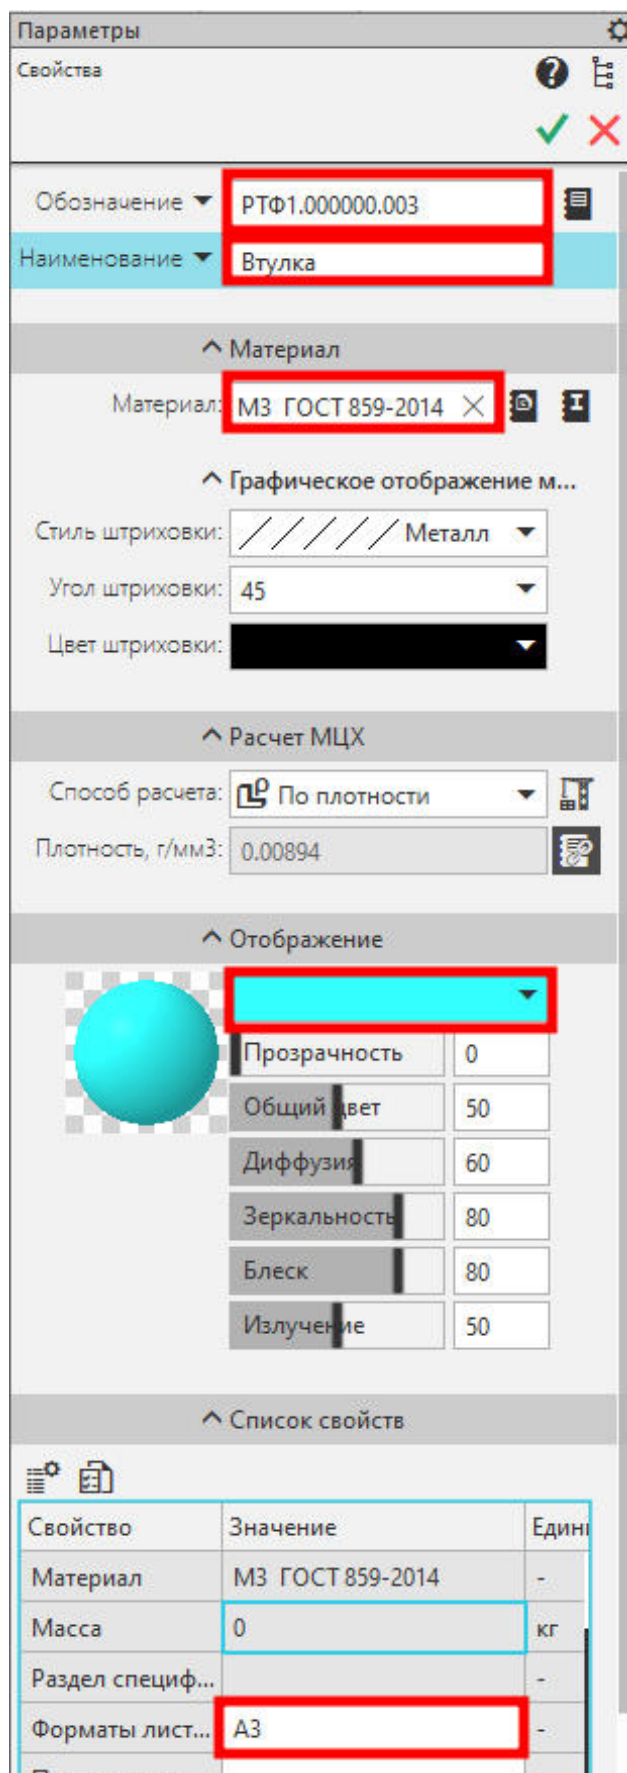 Параметры
Свойства
Обозначение РТФ1.000000.003
Наименование Втулка
Материал
Материал: М3 ГОСТ 859-2014
Графическое отображение м...
Стиль штриховки: Металл
Угол штриховки: 45
Цвет штриховки:
Расчет МЦХ
Способ расчета: По плотности
Плотность, г/мм3: 0.00894
Отображение
Прозрачность 0
Общий цвет 50
Диффузия 60
Зеркальность 80
Блеск 80
Излучение 50
Список свойств
Свойство Значение Един
Материал М3 ГОСТ 859-2014 -
Масса 0 кг
Раздел специф... -
Форматы лист... А3 -